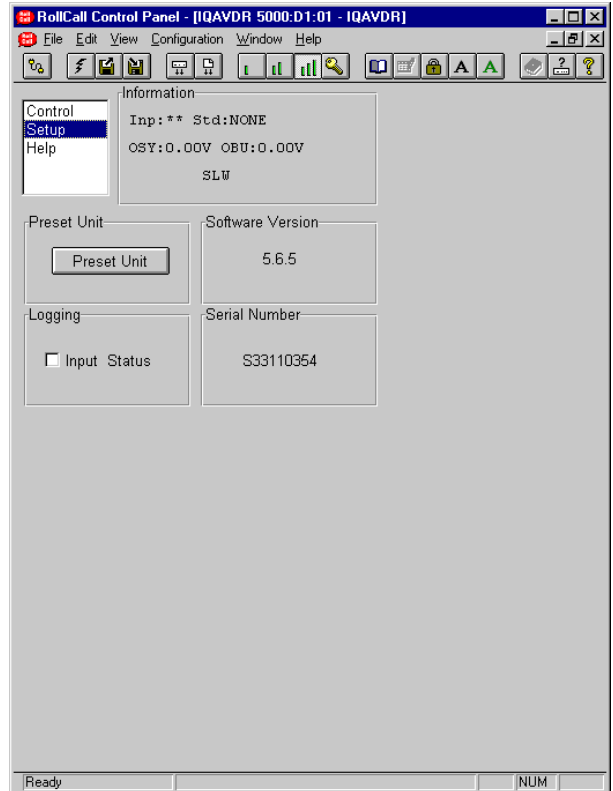 RollCall Control Panel - [IQAVDR 5000:D1:01 - IQAVDR]
File Edit View Configuration Window Help
A A
Control
Setup
Help
Information
Inp:** Std:NONE
OSY:0.00V OBU:0.00V
SLW
Preset Unit
Preset Unit
Software Version
5.6.5
Logging
Input Status
Serial Number
S33110354
Ready
NUM